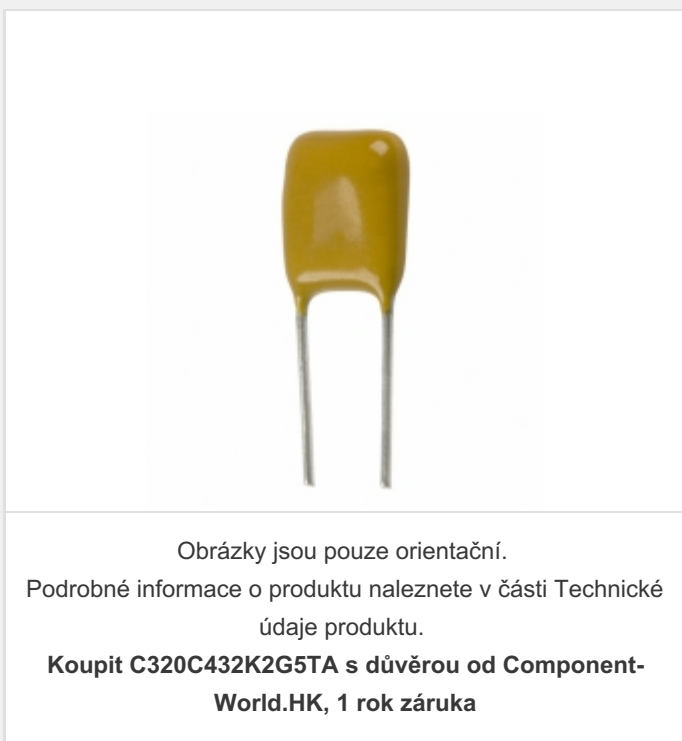 Obrázky jsou pouze orientační.
Podrobné informace o produktu naleznete v části Technické
údaje produktu.
Koupit C320C432K2G5TA s důvěrou od Component-
World.HK, 1 rok záruka